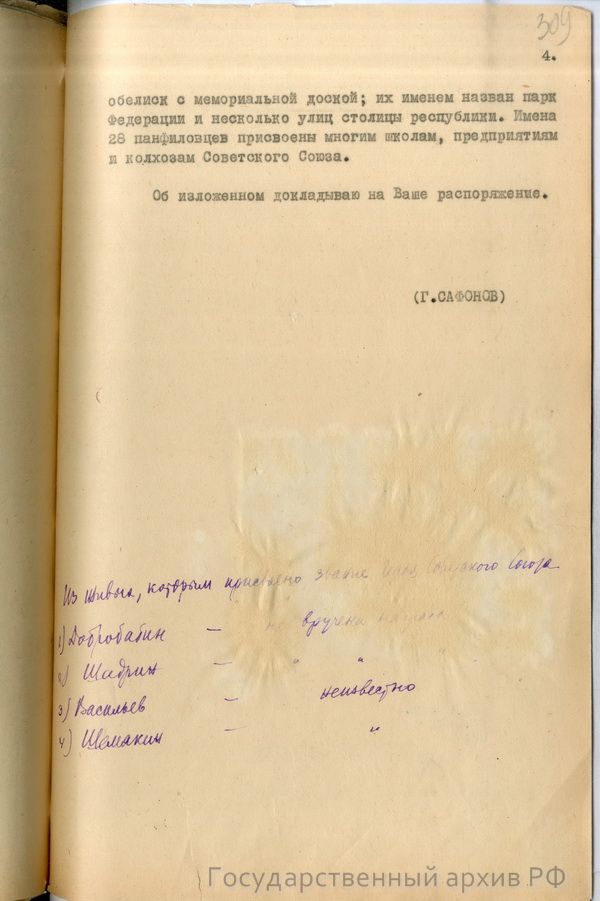 309
4.
обелиск с мемориальной доской; их именем назван парк
Федерации и несколько улиц столицы республики. Имена
28 панфиловцев присвоены многим школам, предприятиям
и колхозам Советского Союза.
Об изложенном докладываю на Ваше распоряжение.
(Г.САФОНОВ)
Из живых, которым присвоено звание Героя Советского Союза
1) Добробабин — не вручена награда
2) Шадрин — " " "
3) Васильев — неизвестно
4) Шемякин — "
Государственный архив РФ